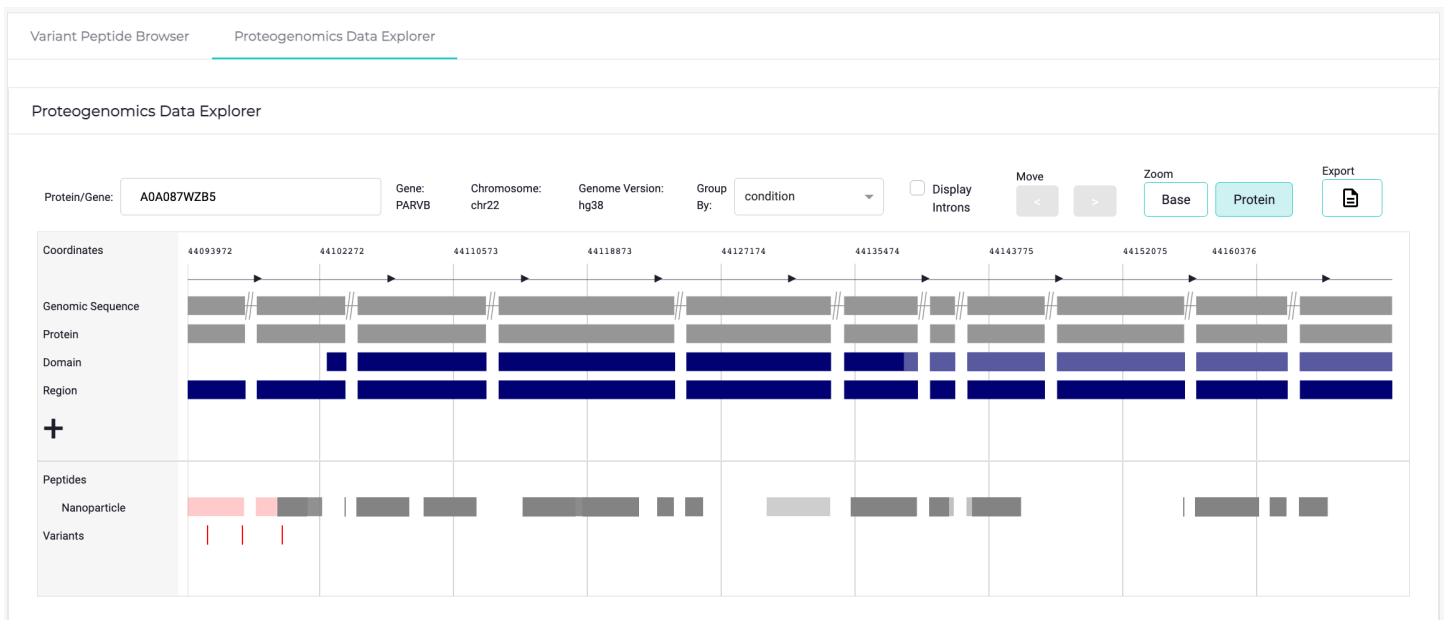 Variant Peptide Browser
Proteogenomics Data Explorer
Proteogenomics Data Explorer
Protein/Gene:
A0A087WZB5
Gene:
PARVB
Chromosome:
chr22
Genome Version:
hg38
Group
By:
condition
Display
Introns
Move
<
>
Zoom
Base
Protein
Export
Coordinates
44093972
44102272
44110573
44118873
44127174
44135474
44143775
44152075
44160376
Genomic Sequence
Protein
Domain
Region
+
Peptides
Nanoparticle
Variants